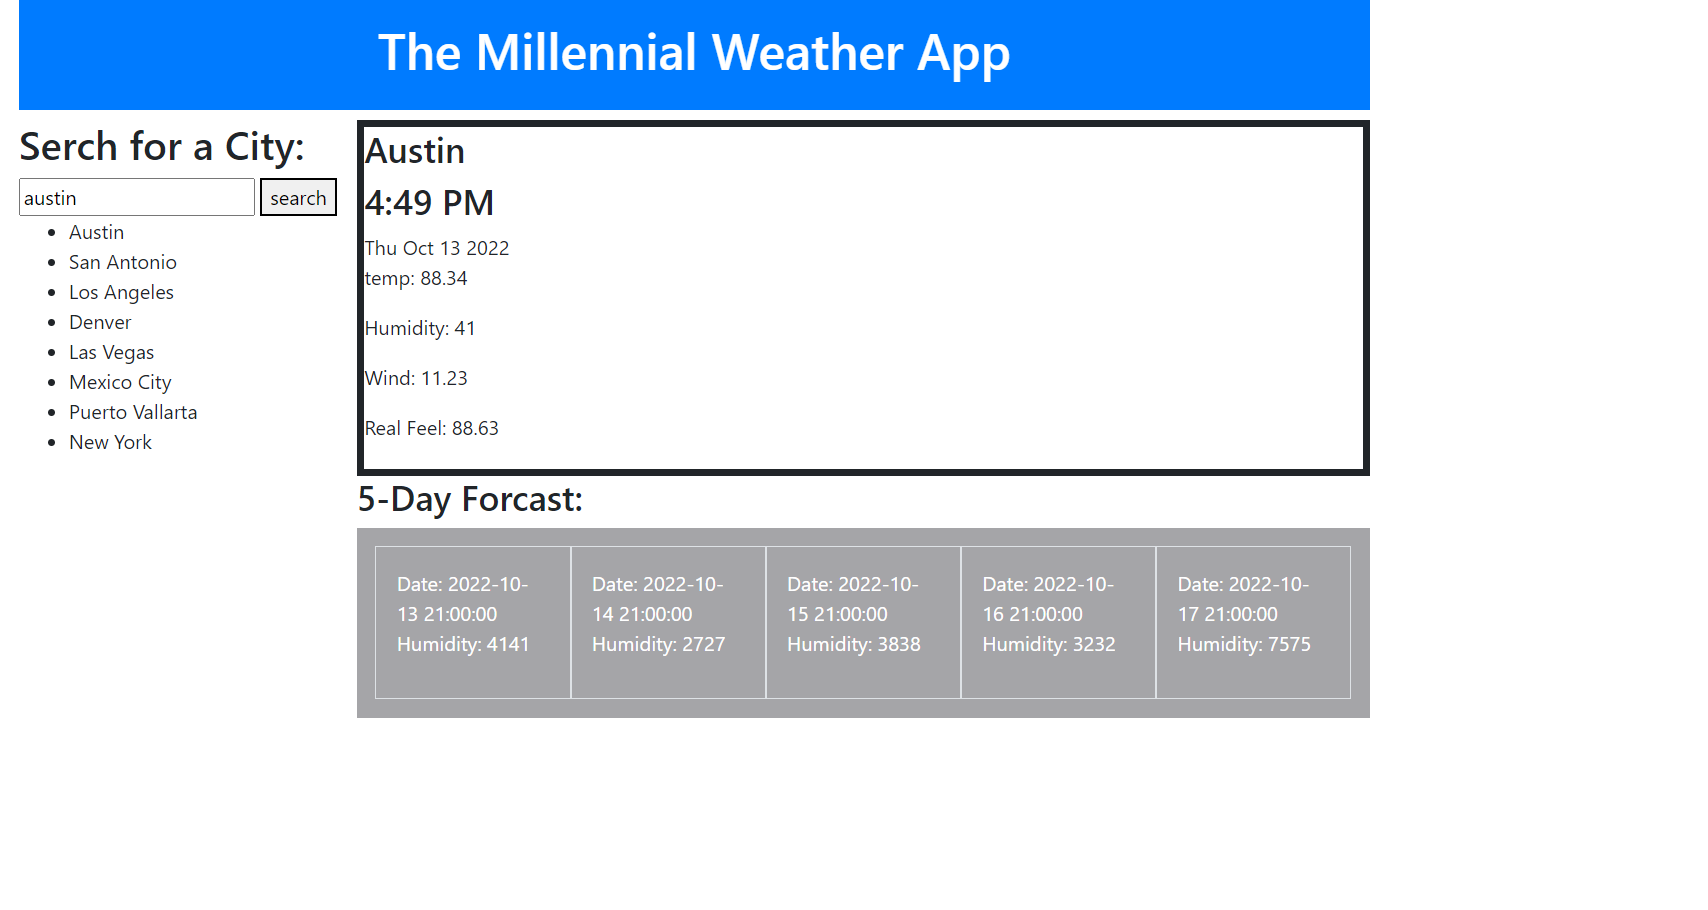 The Millennial Weather App
Serch for a City:
austin
search
Austin
San Antonio
Los Angeles
Denver
Las Vegas
Mexico City
Puerto Vallarta
New York
Austin
4:49 PM
Thu Oct 13 2022
temp: 88.34
Humidity: 41
Wind: 11.23
Real Feel: 88.63
5-Day Forcast:
Date: 2022-10-
13 21:00:00
Humidity: 4141
Date: 2022-10-
14 21:00:00
Humidity: 2727
Date: 2022-10-
15 21:00:00
Humidity: 3838
Date: 2022-10-
16 21:00:00
Humidity: 3232
Date: 2022-10-
17 21:00:00
Humidity: 7575